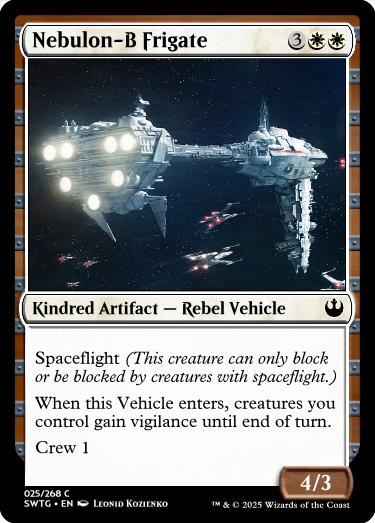 Nebulon-B Frigate 3
Kindred Artifact — Rebel Vehicle
Spaceflight (This creature can only block
or be blocked by creatures with spaceflight.)
When this Vehicle enters, creatures you
control gain vigilance until end of turn.
Crew 1
4/3
025/268 C
SWTG • EN Leonid Kozienko
™ & © 2025 Wizards of the Coast